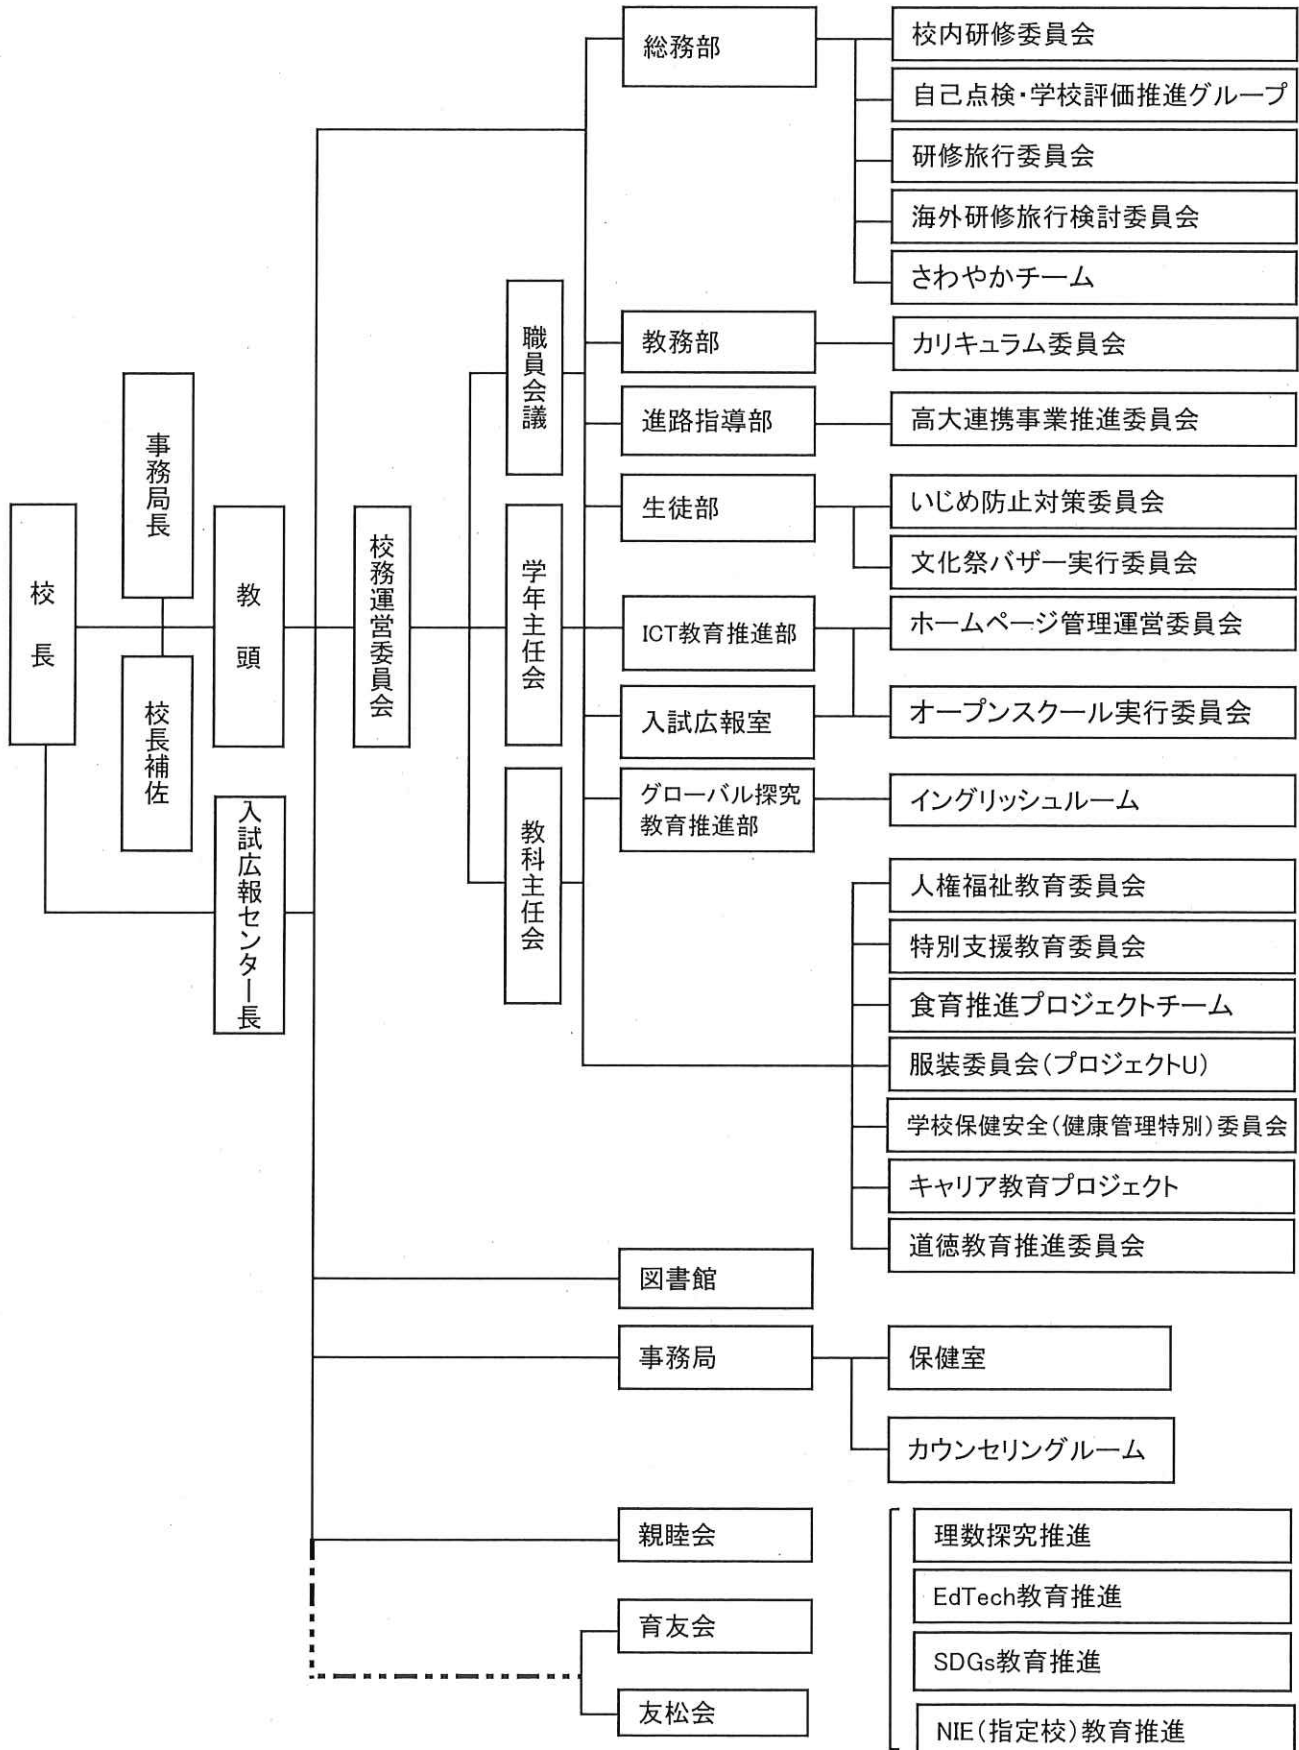 校長
事務局長
校長補佐
教頭
入試広報センター長
校務運営委員会
職員会議
学年主任会
教科主任会
総務部
校内研修委員会
自己点検・学校評価推進グループ
研修旅行委員会
海外研修旅行検討委員会
さわやかチーム
教務部
カリキュラム委員会
進路指導部
高大連携事業推進委員会
生徒部
いじめ防止対策委員会
文化祭バザー実行委員会
ICT教育推進部
ホームページ管理運営委員会
入試広報室
オープンスクール実行委員会
グローバル探究
教育推進部
イングリッシュルーム
人権福祉教育委員会
特別支援教育委員会
食育推進プロジェクトチーム
服装委員会(プロジェクトU)
学校保健安全(健康管理特別)委員会
キャリア教育プロジェクト
道徳教育推進委員会
図書館
事務局
保健室
カウンセリングルーム
親睦会
育友会
友松会
理数探究推進
EdTech教育推進
SDGs教育推進
NIE(指定校)教育推進